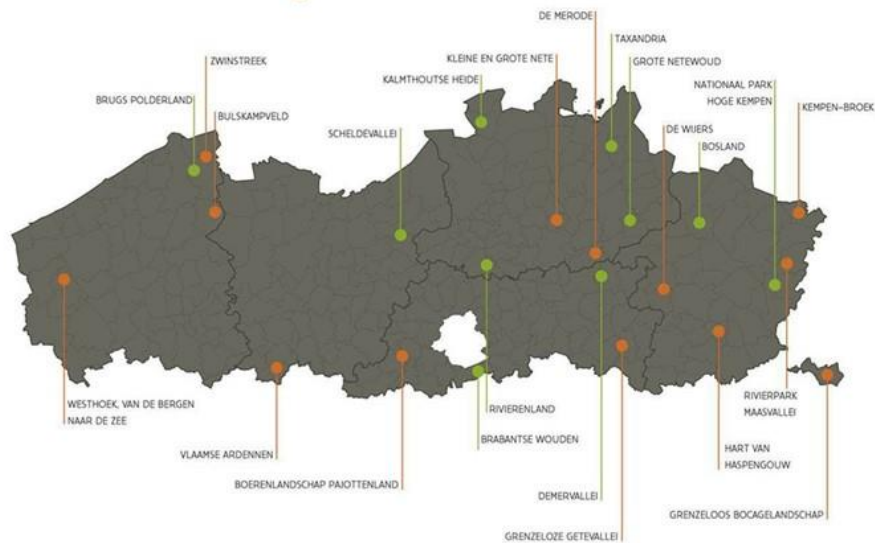 DE MERODE
TAXANDRIA
ZWINSTREEK
KLEINE EN GROTE NETE
GROTE NETEWOUD
KALMTHOUTSE HEIDE
NATIONAAL PARK
HOGE KEMPEN
BRUGS POLDERLAND
KEMPEN-BROEK
BULSKAMPVELD
SCHELDEVALLEI
DE WIJERS
BOSLAND
WESTHOEK, VAN DE BERGEN
NAAR DE ZEE
RIVIERENLAND
RIVIERPARK
MAASVALLEI
BRABANTSE WOUDEN
VLAAMSE ARDENNEN
HART VAN
HASPENGOUW
BOERENLANDSCHAP PAJOTTENLAND
DEMERVALLEI
GRENZELOOS BOCAGELANDSCHAP
GRENZELOZE GETEVALLEI